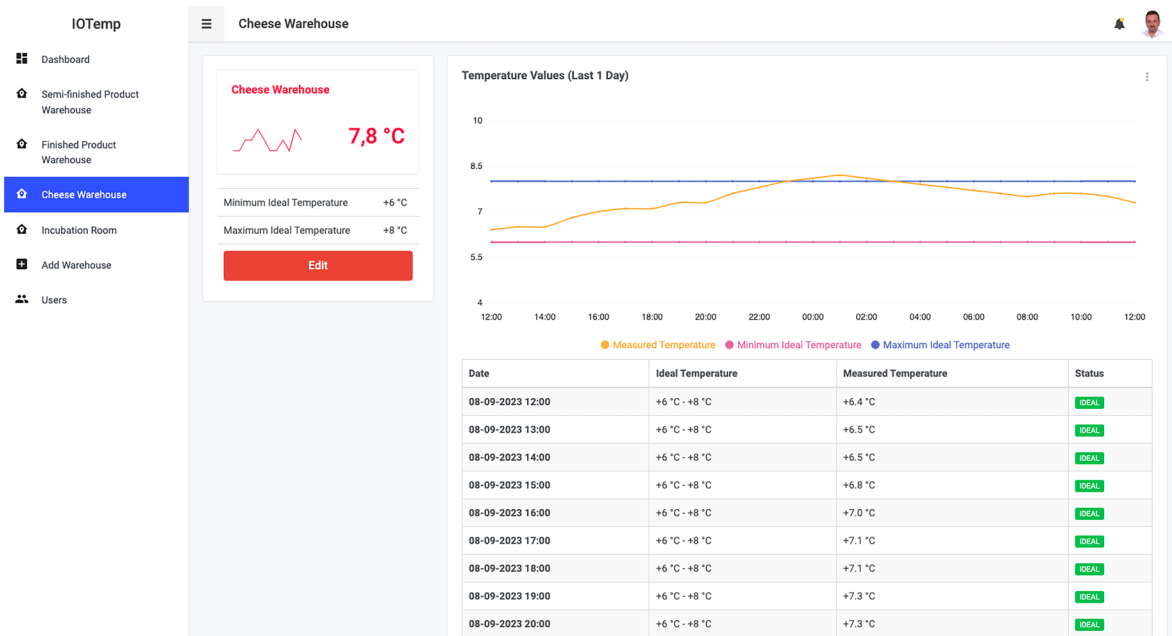 IOTemp
Cheese Warehouse
Dashboard
Semi-finished Product
Warehouse
Finished Product
Warehouse
Cheese Warehouse
Incubation Room
Add Warehouse
Users
Cheese Warehouse
7,8 °C
Minimum Ideal Temperature +6 °C
Maximum Ideal Temperature +8 °C
Edit
Temperature Values (Last 1 Day)
10
8.5
7
5.5
4
12:00 14:00 16:00 18:00 20:00 22:00 00:00 02:00 04:00 06:00 08:00 10:00 12:00
Measured Temperature Minimum Ideal Temperature Maximum Ideal Temperature
Date Ideal Temperature Measured Temperature Status
08-09-2023 12:00 +6 °C - +8 °C +6.4 °C IDEAL
08-09-2023 13:00 +6 °C - +8 °C +6.5 °C IDEAL
08-09-2023 14:00 +6 °C - +8 °C +6.5 °C IDEAL
08-09-2023 15:00 +6 °C - +8 °C +6.8 °C IDEAL
08-09-2023 16:00 +6 °C - +8 °C +7.0 °C IDEAL
08-09-2023 17:00 +6 °C - +8 °C +7.1 °C IDEAL
08-09-2023 18:00 +6 °C - +8 °C +7.1 °C IDEAL
08-09-2023 19:00 +6 °C - +8 °C +7.3 °C IDEAL
08-09-2023 20:00 +6 °C - +8 °C +7.3 °C IDEAL